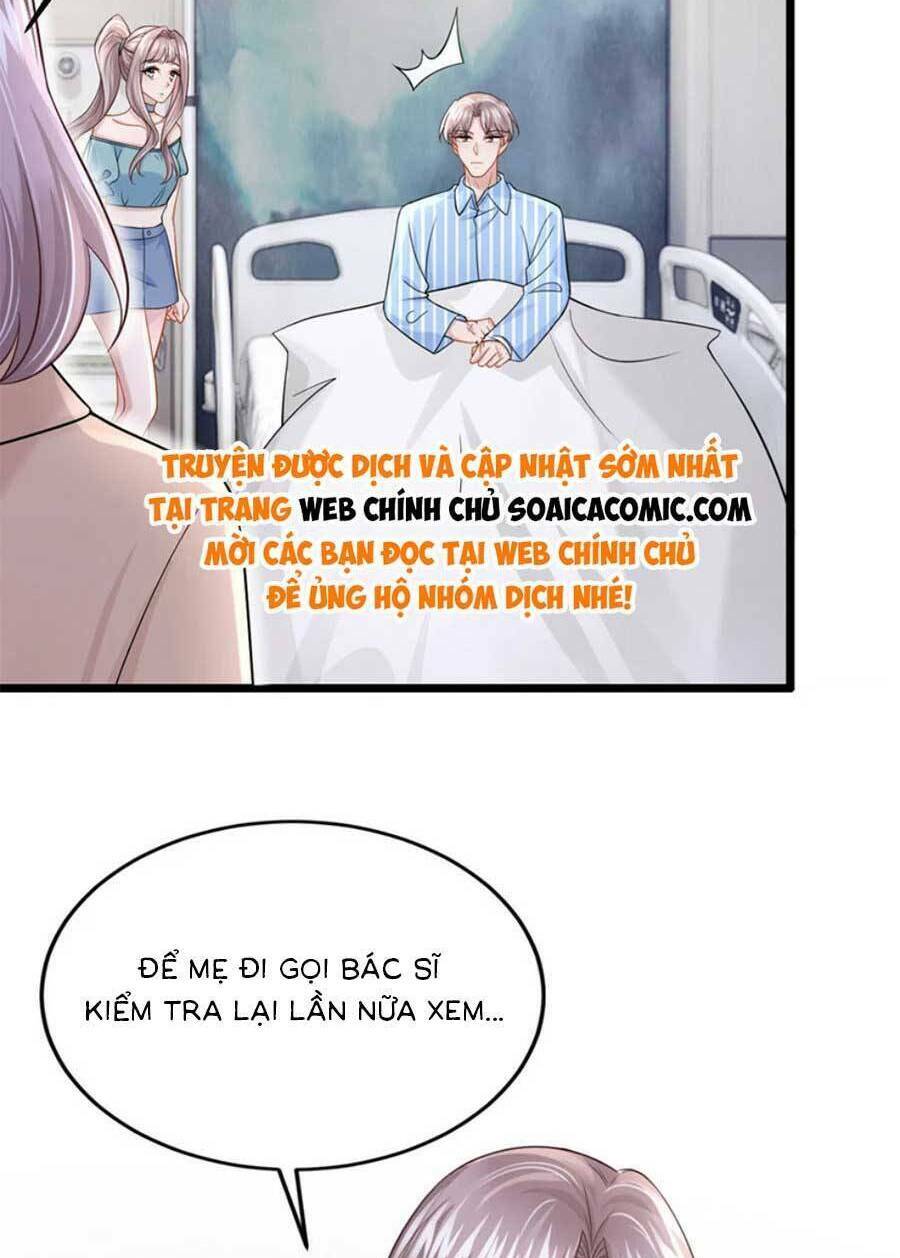 TRUYỆN ĐƯỢC DỊCH VÀ CẬP NHẬT SỚM NHẤT
TẠI TRANG WEB CHÍNH CHỦ SOAICACOMIC.COM
MỜI CÁC BẠN ĐỌC TẠI WEB CHÍNH CHỦ
ĐỂ ỦNG HỘ NHÓM DỊCH NHÉ!
ĐỂ MẸ ĐI GỌI BÁC SĨ
KIỂM TRA LẠI LẦN NỮA XEM...